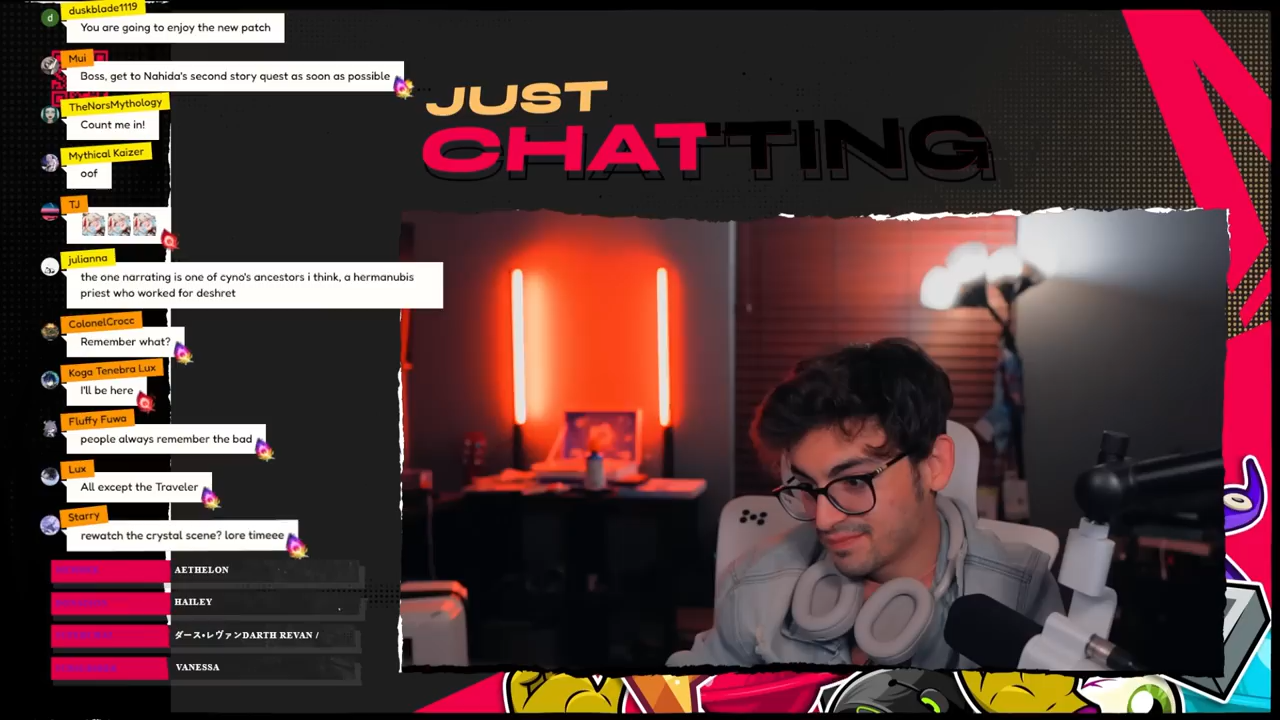 duskblade1119
You are going to enjoy the new patch
Mui
Boss, get to Nahida's second story quest as soon as possible
TheNorsMythology
Count me in!
Mythical Kaizer
oof
TJ
julianna
the one narrating is one of cyno's ancestors i think, a hermanubis
priest who worked for deshret
ColonelCrocc
Remember what?
Koga Tenebra Lux
I'll be here
Fluffy Fuwa
people always remember the bad
Lux
All except the Traveler
Starry
rewatch the crystal scene? lore timeee
AETHELON
HAILEY
ダース•レヴァンDARTH REVAN /
VANESSA
JUST
CHATTING